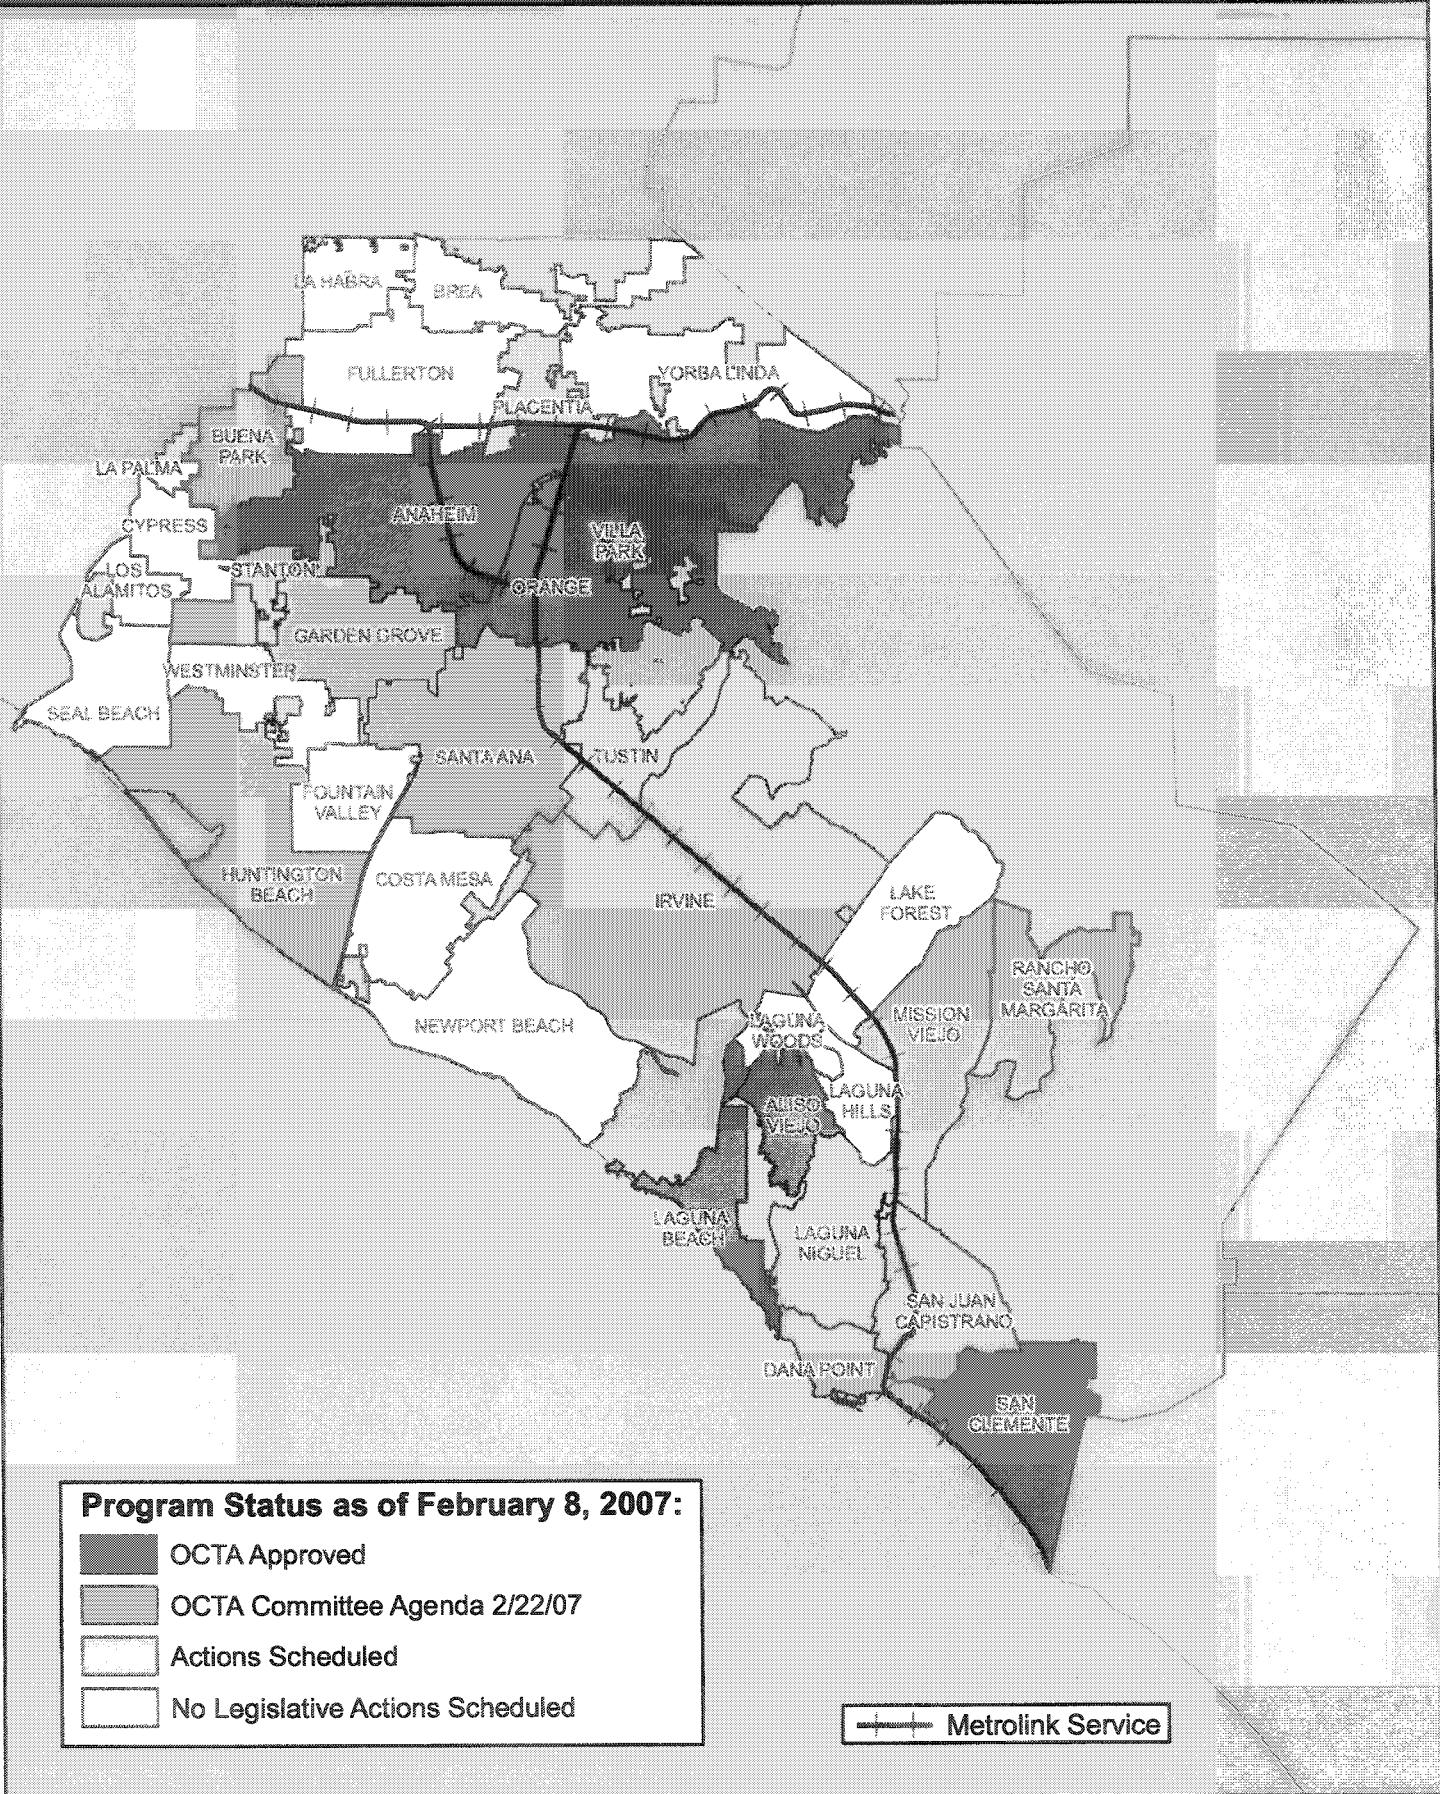 LA HABRA
BREA
FULLERTON
YORBA LINDA
PLACENTIA
BUENA
PARK
LA PALMA
ANAHEIM
CYPRESS
VILLA
PARK
LOS
ALAMITOS
STANTON
ORANGE
GARDEN GROVE
WESTMINSTER
SEAL BEACH
SANTA ANA
TUSTIN
FOUNTAIN
VALLEY
HUNTINGTON
BEACH
COSTA MESA
IRVINE
LAKE
FOREST
RANCHO
SANTA
MARGARITA
MISSION
VIEJO
NEWPORT BEACH
LAGUNA
WOODS
LAGUNA
HILLS
ALISO
VIEJO
LAGUNA
BEACH
LAGUNA
NIGUEL
SAN JUAN
CAPISTRANO
DANA POINT
SAN
CLEMENTE
Program Status as of February 8, 2007:
OCTA Approved
OCTA Committee Agenda 2/22/07
Actions Scheduled
No Legislative Actions Scheduled
Metrolink Service